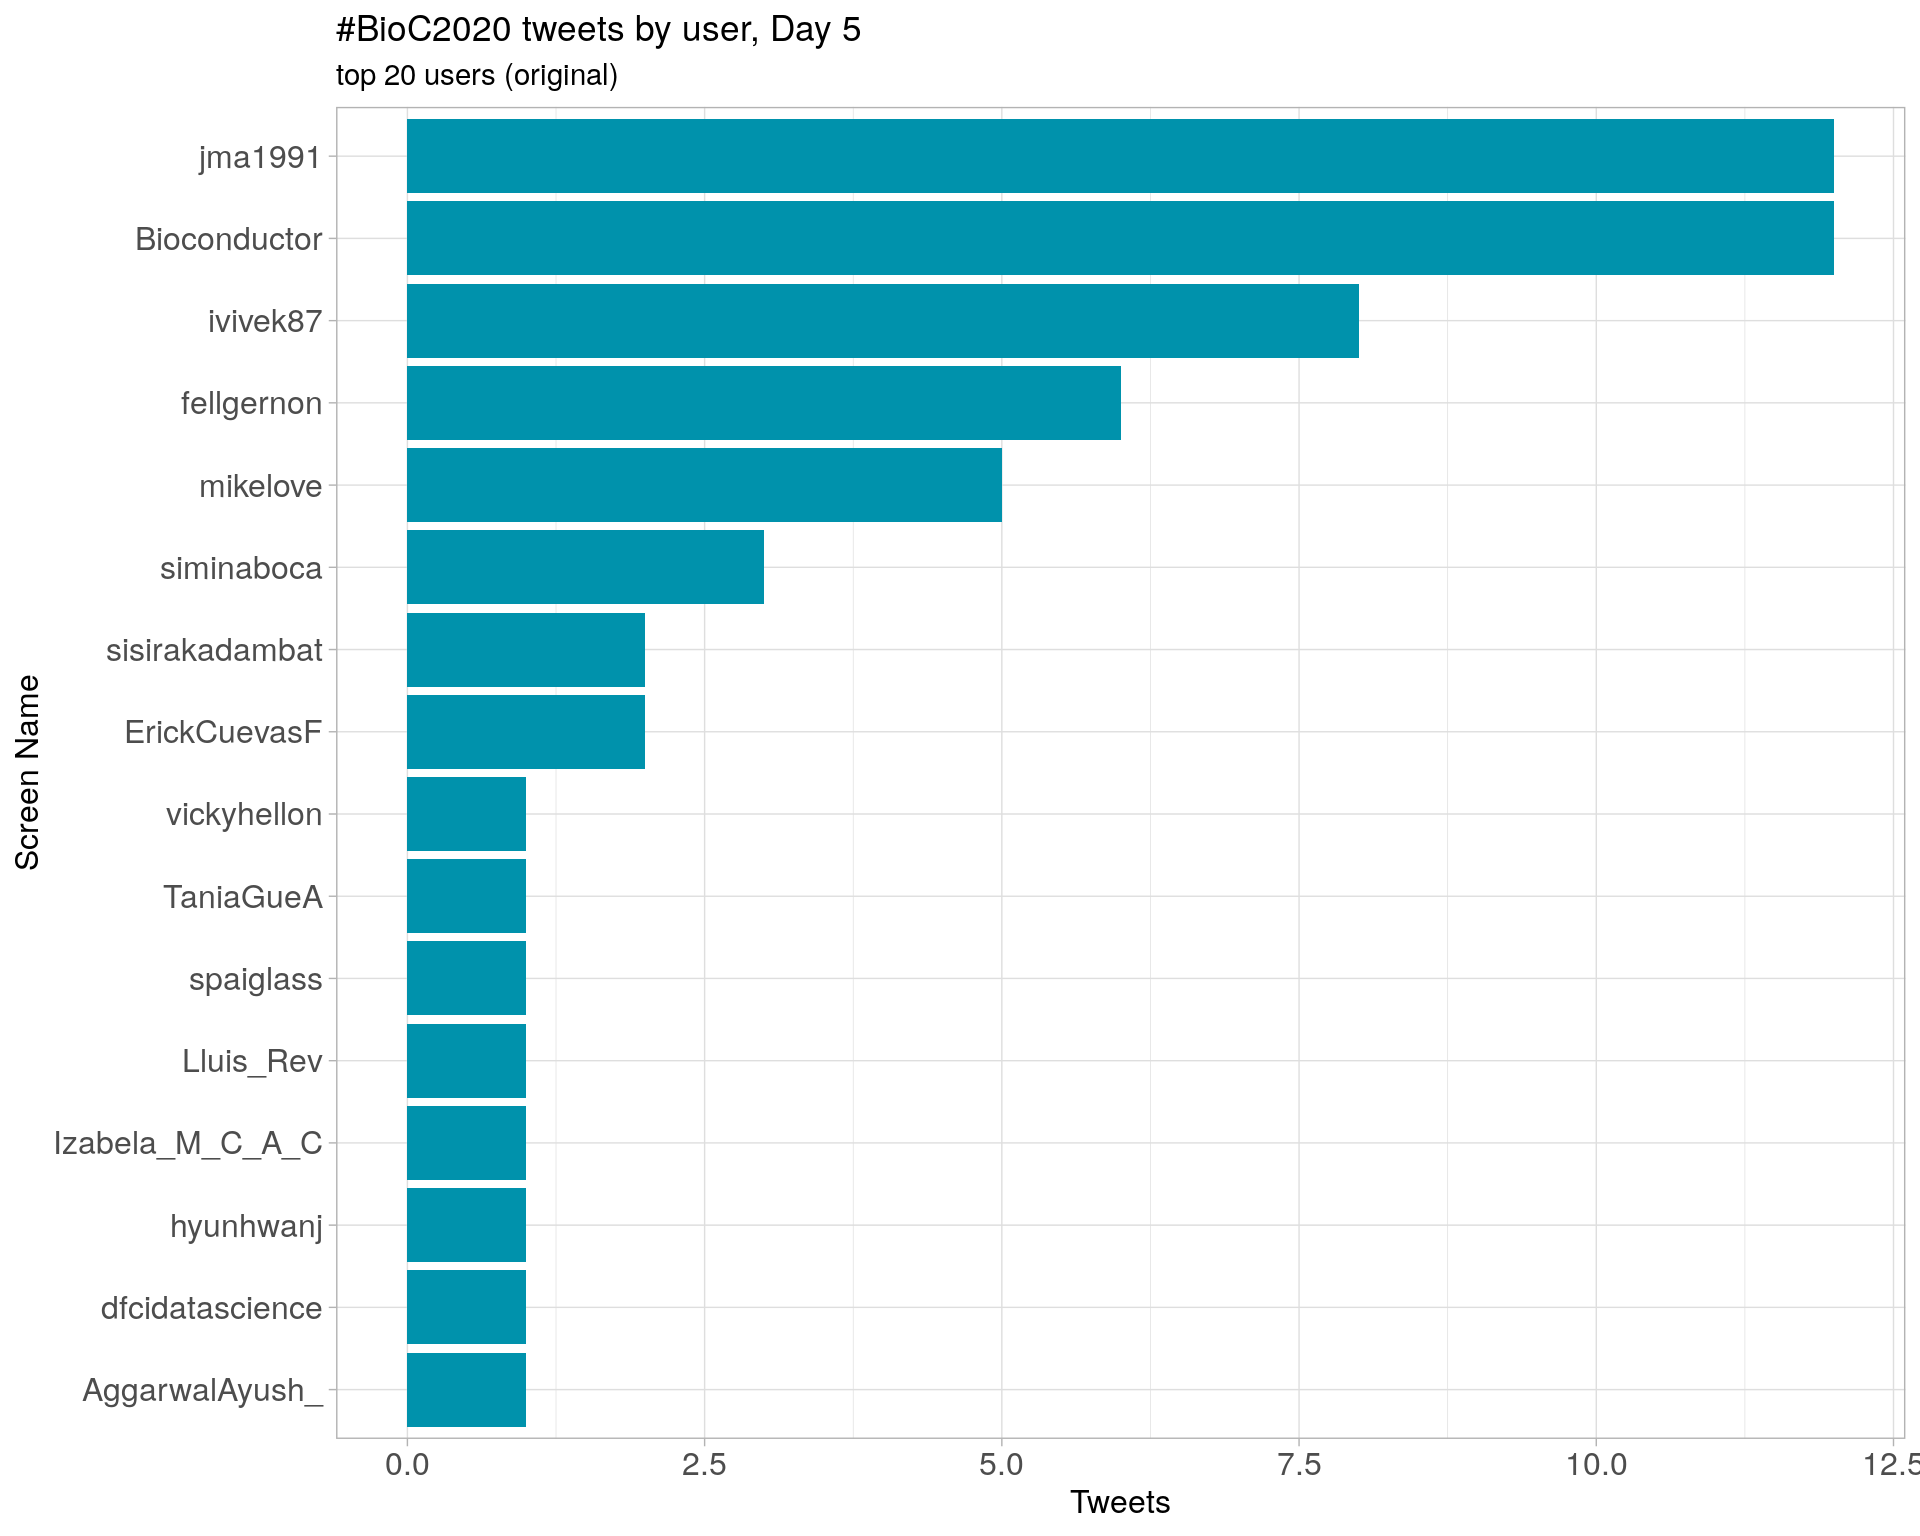 #BioC2020 tweets by user, Day 5
top 20 users (original)
jma1991
Bioconductor
ivivek87
fellgernon
mikelove
siminaboca
sisirakadambat
ErickCuevasF
vickyhellon
TaniaGueA
spaiglass
Lluis_Rev
Izabela_M_C_A_C
hyunhwanj
dfcidatascience
AggarwalAyush_
Screen Name
0.0 2.5 5.0 7.5 10.0 12.5
Tweets